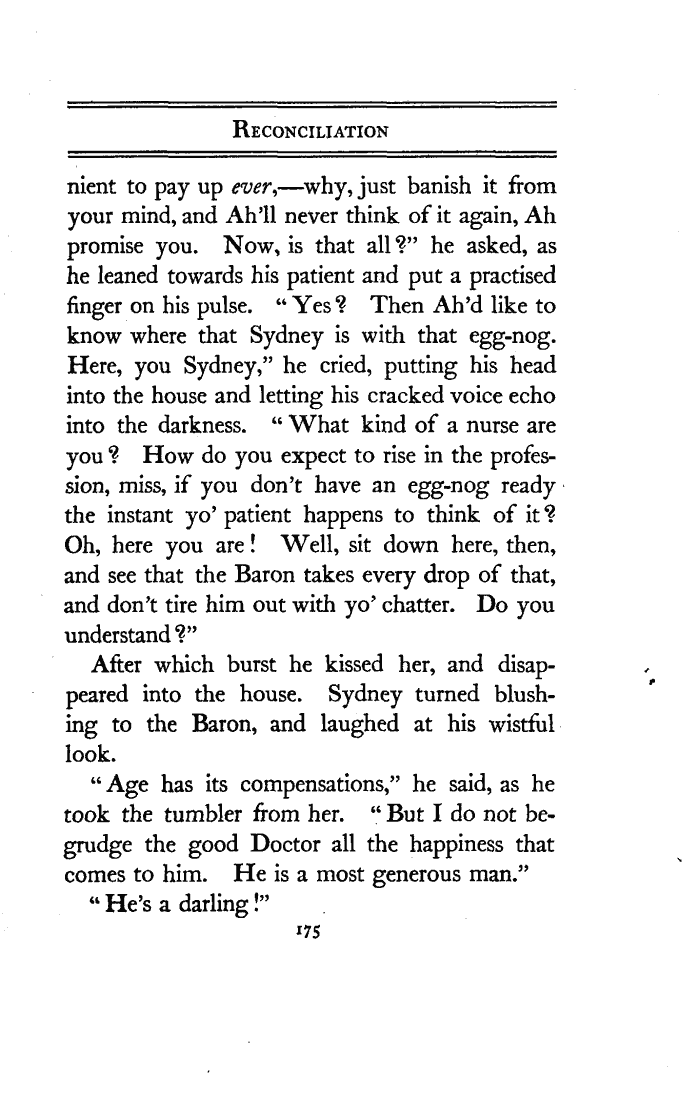 RECONCILIATION
nient to pay up ever,—why, just banish it from
your mind, and Ah'll never think of it again, Ah
promise you. Now, is that all?” he asked, as
he leaned towards his patient and put a practised
finger on his pulse. “Yes? Then Ah'd like to
know where that Sydney is with that egg-nog.
Here, you Sydney,” he cried, putting his head
into the house and letting his cracked voice echo
into the darkness. “What kind of a nurse are
you? How do you expect to rise in the profes-
sion, miss, if you don't have an egg-nog ready
the instant yo' patient happens to think of it?
Oh, here you are! Well, sit down here, then,
and see that the Baron takes every drop of that,
and don't tire him out with yo' chatter. Do you
understand?”
After which burst he kissed her, and disap-
peared into the house. Sydney turned blush-
ing to the Baron, and laughed at his wistful
look.
“Age has its compensations,” he said, as he
took the tumbler from her. “But I do not be-
grudge the good Doctor all the happiness that
comes to him. He is a most generous man.”
“He's a darling!”
175